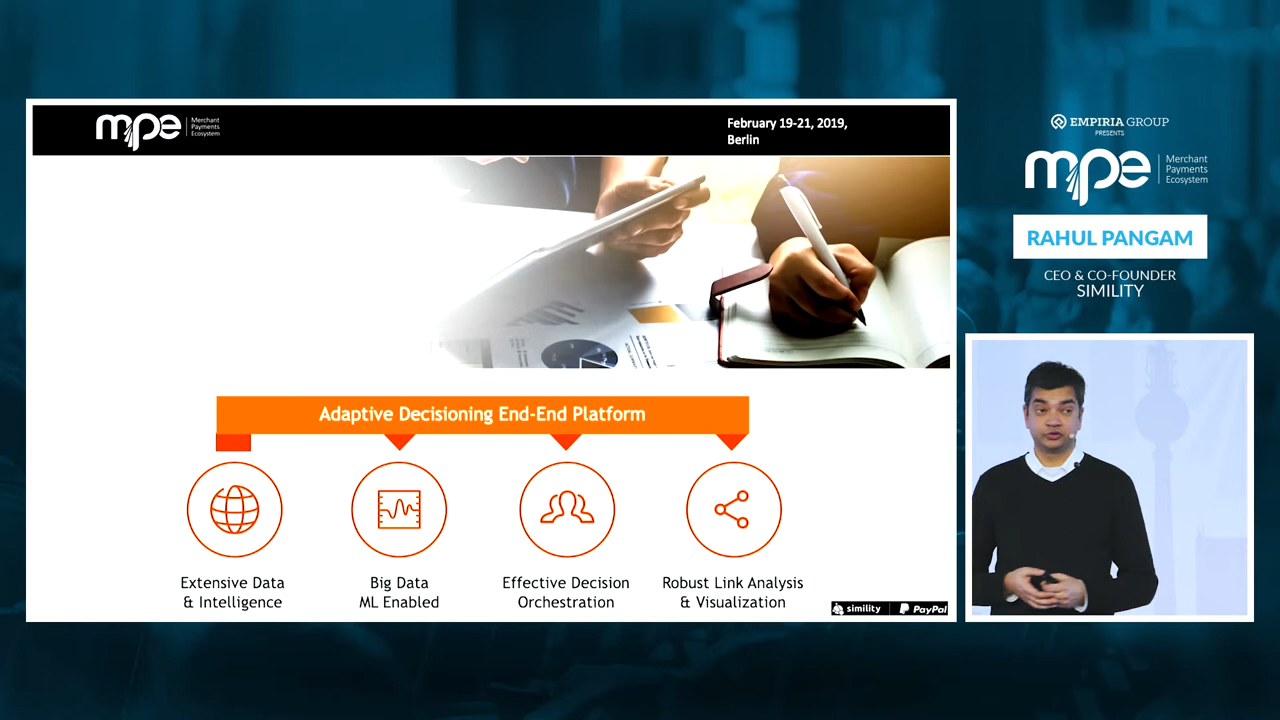 mpe
Merchant
Payments
Ecosystem
February 19-21, 2019,
Berlin
Adaptive Decisioning End-End Platform
Extensive Data
& Intelligence
Big Data
ML Enabled
Effective Decision
Orchestration
Robust Link Analysis
& Visualization
simility
PayPal
EMPIRIA GROUP
PRESENTS
mpe
Merchant
Payments
Ecosystem
RAHUL PANGAM
CEO & CO-FOUNDER
SIMILITY